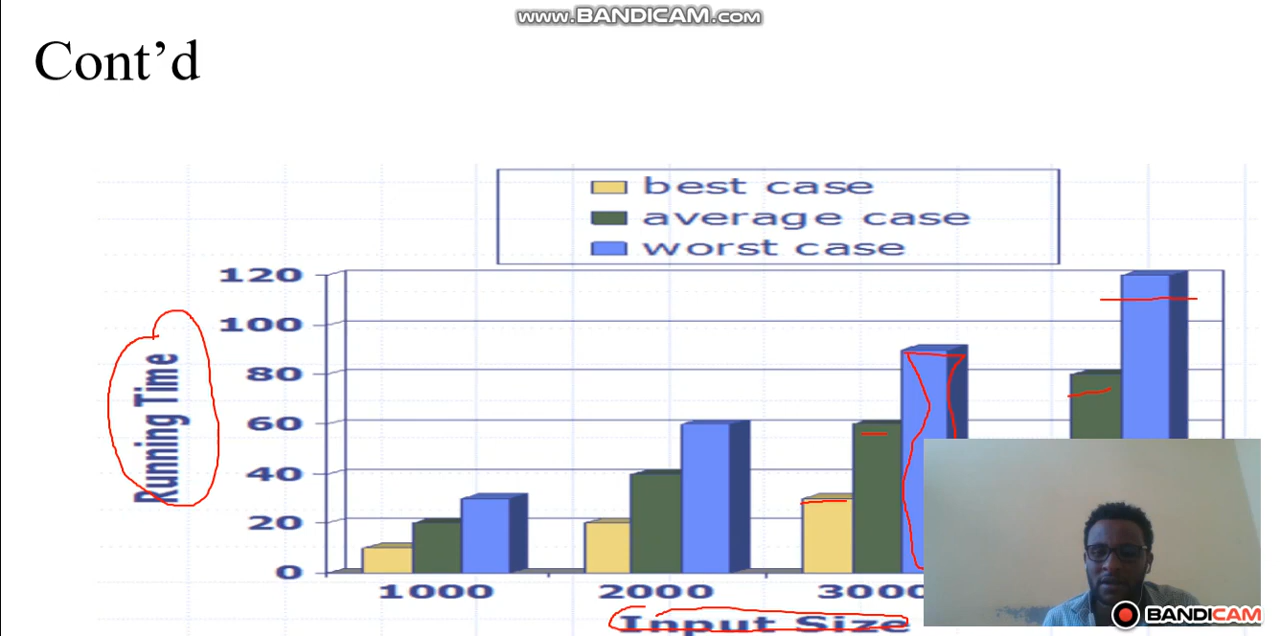 www.BANDICAM.com
Cont’d
best case
average case
worst case
120
100
80
60
40
20
0
Running Time
1000
2000
3000
Input Size
BANDICAM